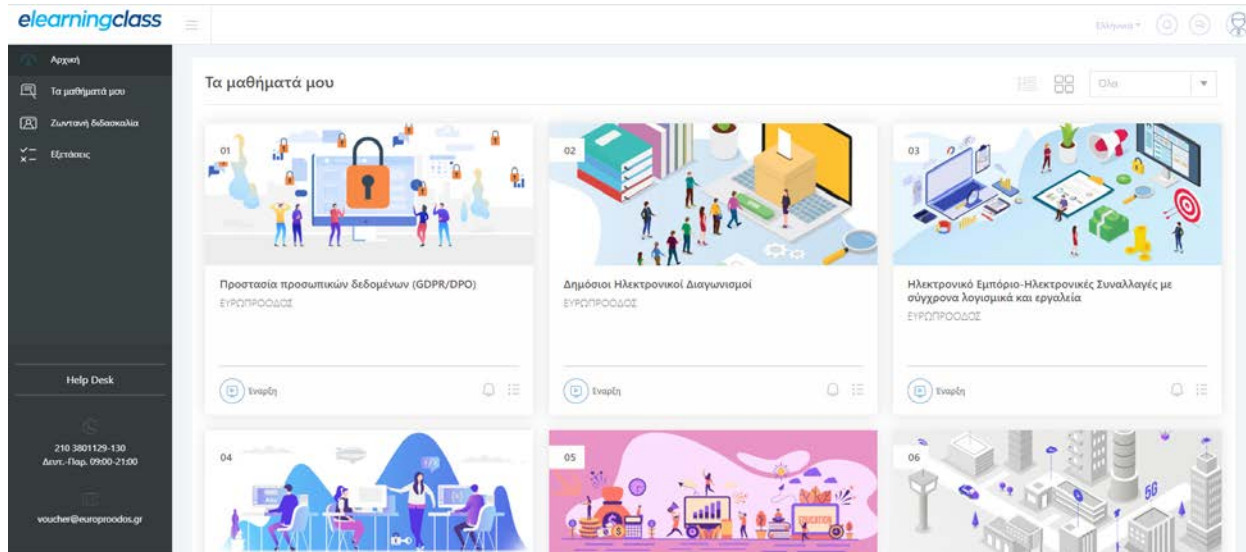 elearningclass
Ελληνικά
Αρχική
Τα μαθήματά μου
Ζωντανή διδασκαλία
Εξετάσεις
Help Desk
210 3801129-130
Δευτ.-Παρ. 09:00-21:00
voucher@europroodos.gr
Τα μαθήματά μου
Όλα
01
Προστασία προσωπικών δεδομένων (GDPR/DPO)
ΕΥΡΩΠΡΟΟΔΟΣ
Έναρξη
02
Δημόσιοι Ηλεκτρονικοί Διαγωνισμοί
ΕΥΡΩΠΡΟΟΔΟΣ
Έναρξη
03
Ηλεκτρονικό Εμπόριο-Ηλεκτρονικές Συναλλαγές με
σύγχρονα λογισμικά και εργαλεία
ΕΥΡΩΠΡΟΟΔΟΣ
Έναρξη
04
05
EDUCATION
06
5G